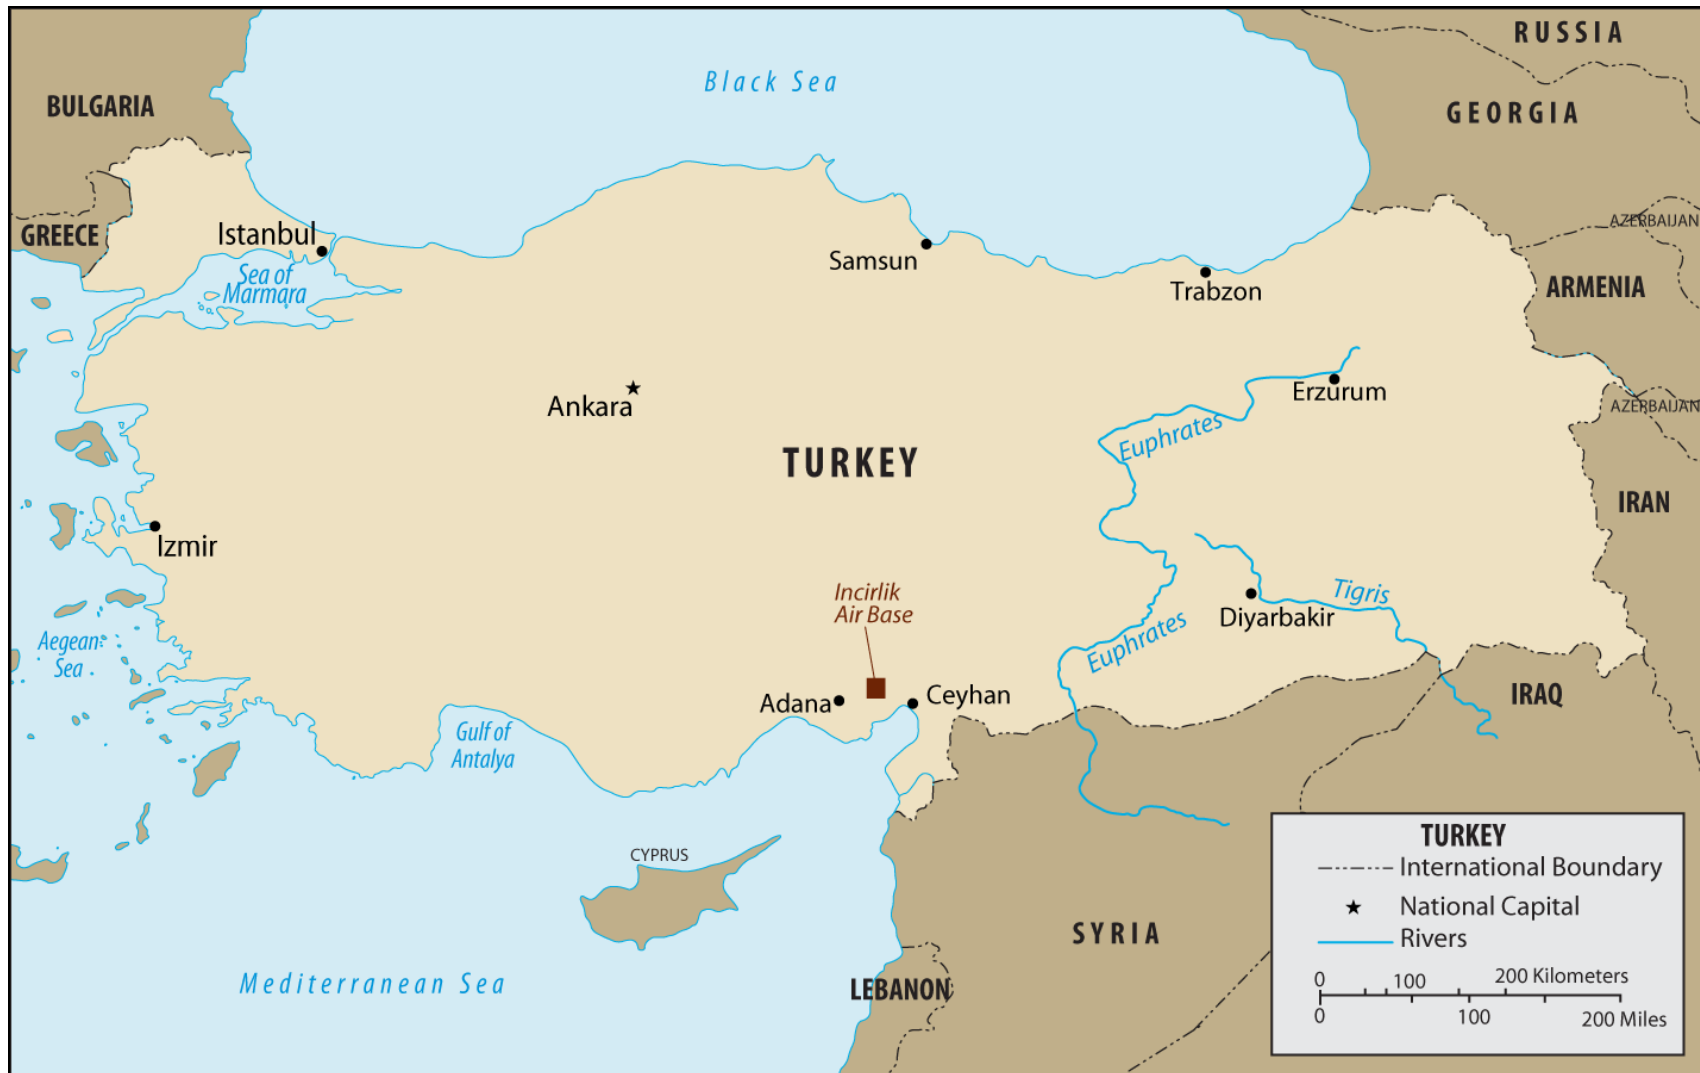 RUSSIA
Black Sea
BULGARIA
GEORGIA
AZERBAIJAN
GREECE
Istanbul
Samsun
Sea of
Marmara
Trabzon
ARMENIA
Ankara
Erzurum
AZERBAIJAN
Euphrates
TURKEY
IRAN
Izmir
Incirlik
Air Base
Tigris
Diyarbakir
Euphrates
Aegean
Sea
Adana
Ceyhan
IRAQ
Gulf of
Antalya
CYPRUS
SYRIA
Mediterranean Sea
LEBANON
TURKEY
International Boundary
National Capital
Rivers
0 100 200 Kilometers
0 100 200 Miles